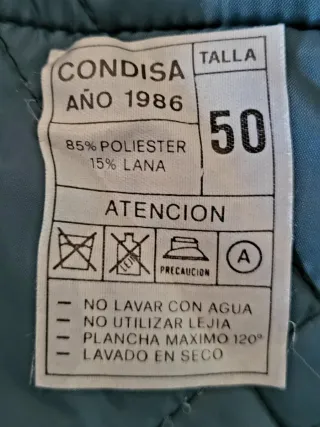 CONDISA
AÑO 1986
TALLA
50
85% POLIESTER
15% LANA
ATENCION
LEJIA
PRECAUCION
A
— NO LAVAR CON AGUA
— NO UTILIZAR LEJIA
— PLANCHA MAXIMO 120º
— LAVADO EN SECO